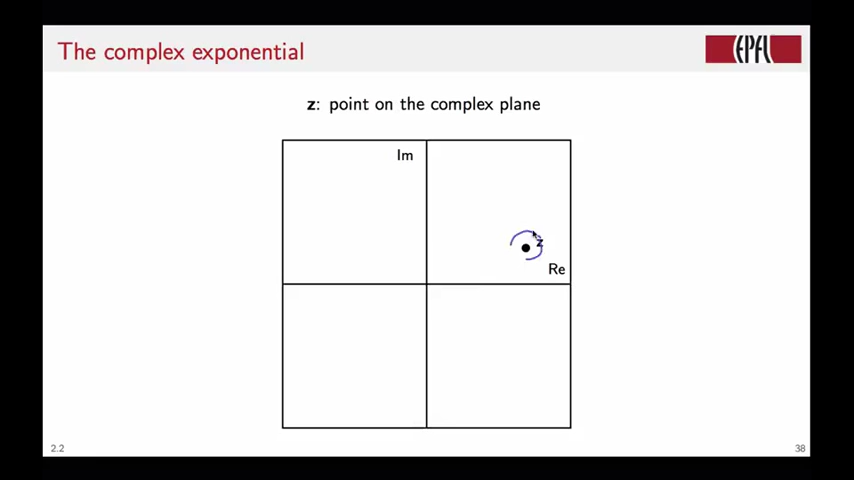 The complex exponential
EPFL
z: point on the complex plane
Im
z
Re
2.2
38